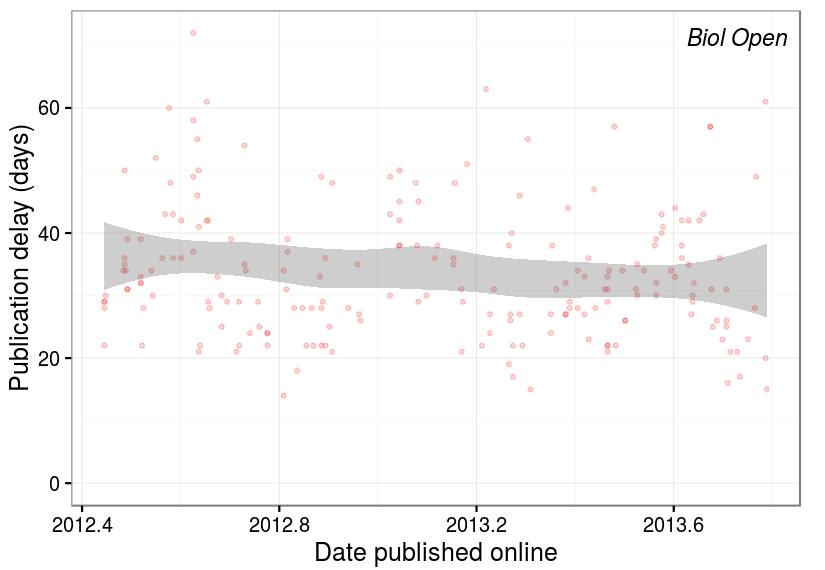 Biol Open
Publication delay (days)
60
40
20
0
2012.4 2012.8 2013.2 2013.6
Date published online